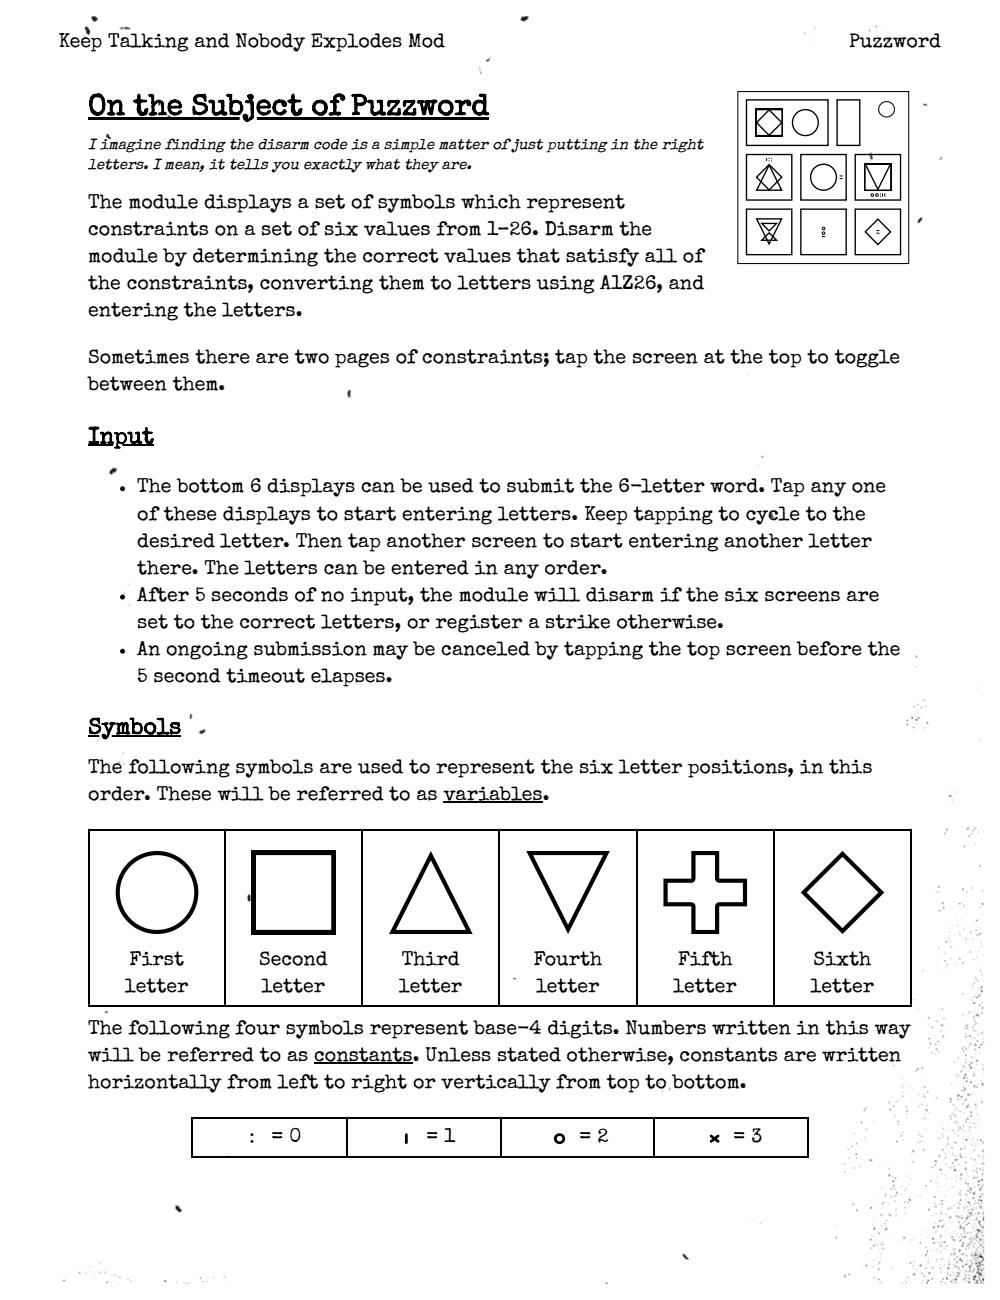 Keep Talking and Nobody Explodes Mod
Puzzword
On the Subject of Puzzword
I imagine finding the disarm code is a simple matter of just putting in the right
letters. I mean, it tells you exactly what they are.
The module displays a set of symbols which represent
constraints on a set of six values from 1–26. Disarm the
module by determining the correct values that satisfy all of
the constraints, converting them to letters using A1Z26, and
entering the letters.
Sometimes there are two pages of constraints; tap the screen at the top to toggle
between them.
Input
• The bottom 6 displays can be used to submit the 6-letter word. Tap any one
of these displays to start entering letters. Keep tapping to cycle to the
desired letter. Then tap another screen to start entering another letter
there. The letters can be entered in any order.
• After 5 seconds of no input, the module will disarm if the six screens are
set to the correct letters, or register a strike otherwise.
• An ongoing submission may be canceled by tapping the top screen before the
5 second timeout elapses.
Symbols
The following symbols are used to represent the six letter positions, in this
order. These will be referred to as variables.
First letter
Second letter
Third letter
Fourth letter
Fifth letter
Sixth letter
The following four symbols represent base-4 digits. Numbers written in this way
will be referred to as constants. Unless stated otherwise, constants are written
horizontally from left to right or vertically from top to bottom.
: = 0
ı = 1
o = 2
× = 3